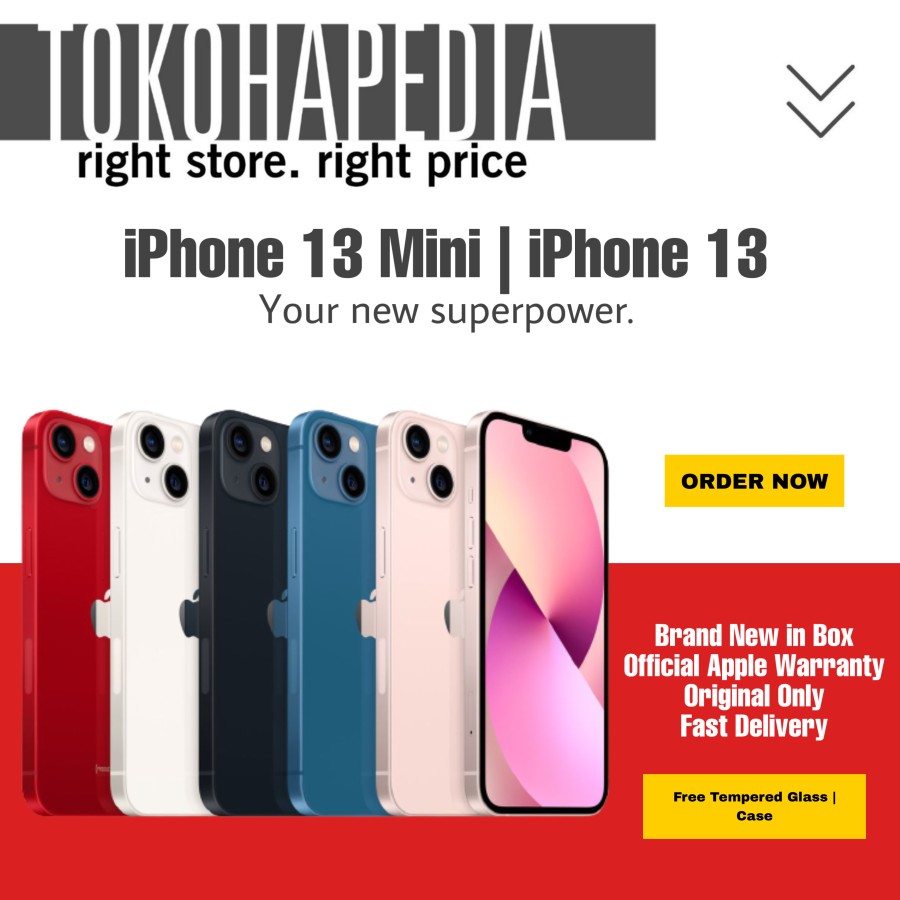 TOKOHAPEDIA
right store. right price
iPhone 13 Mini | iPhone 13
Your new superpower.
ORDER NOW
Brand New in Box
Official Apple Warranty
Original Only
Fast Delivery
Free Tempered Glass |
Case